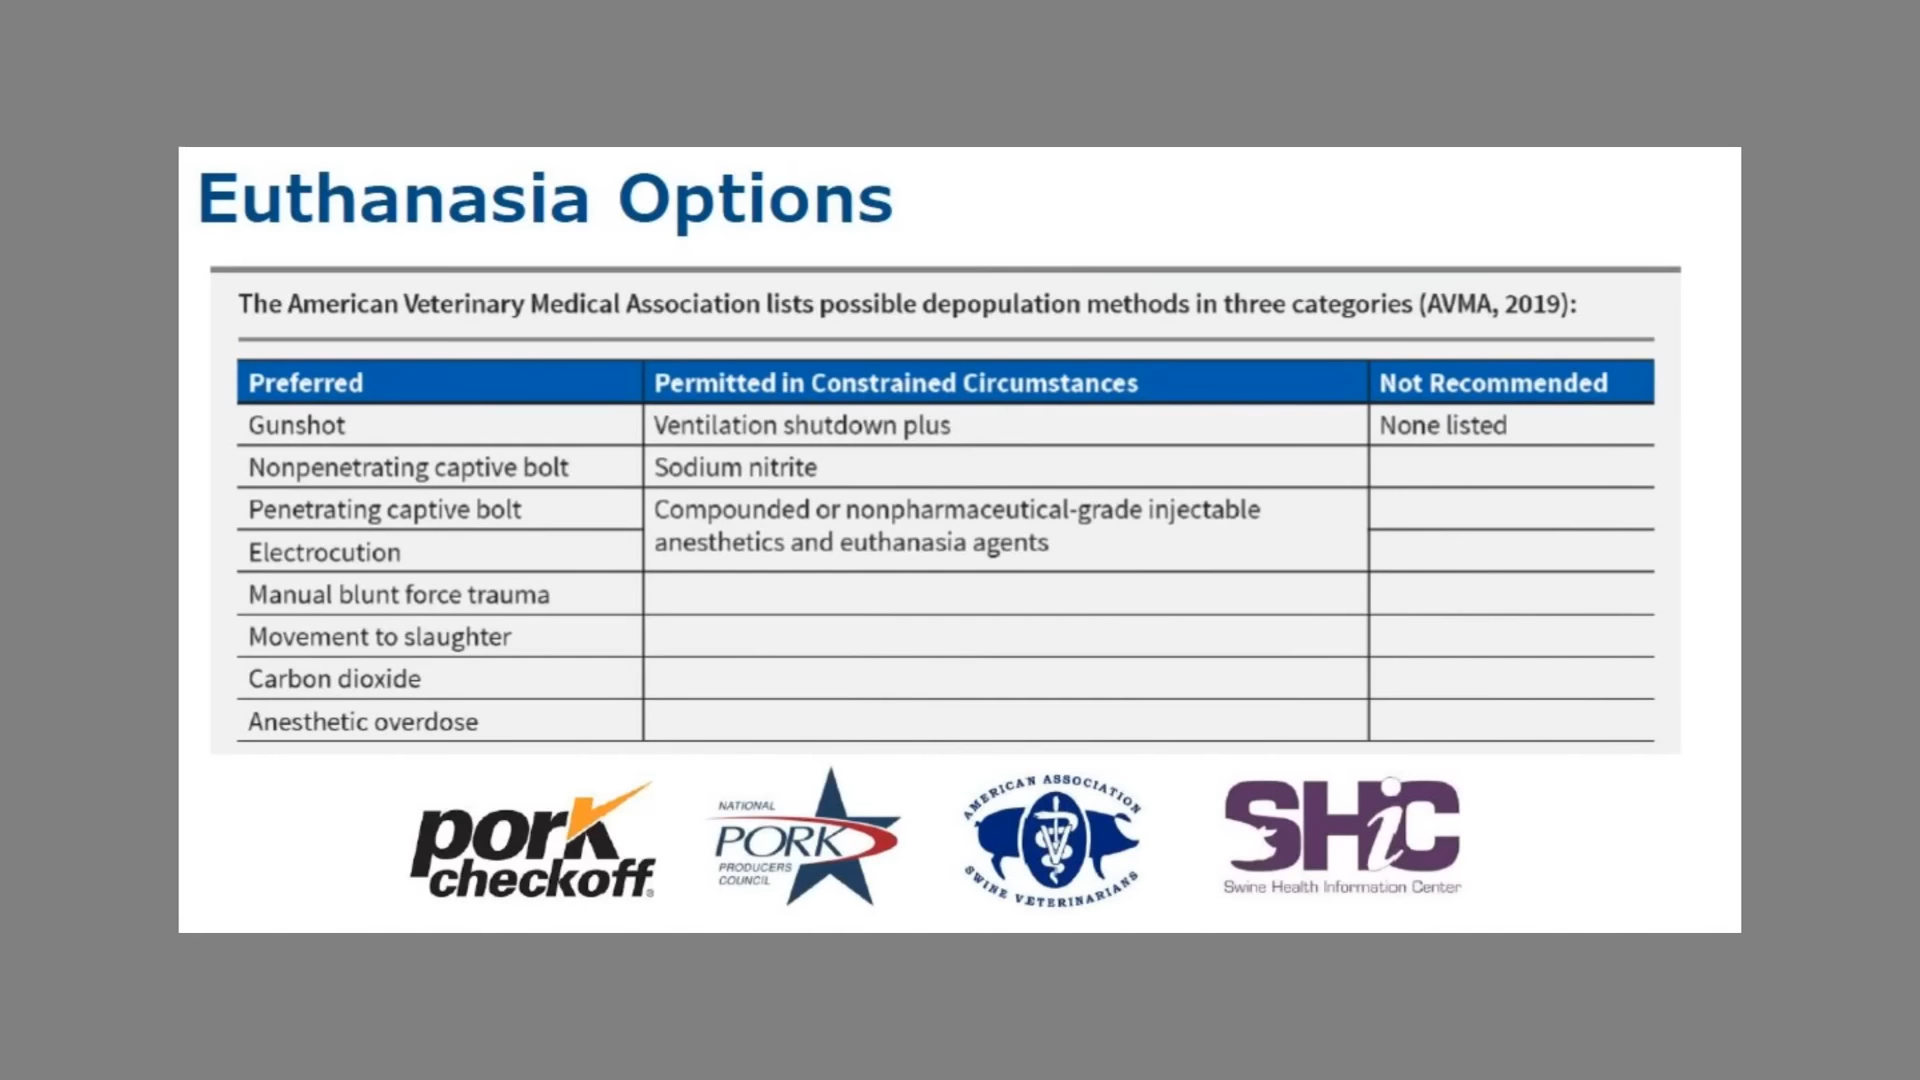 Euthanasia Options
The American Veterinary Medical Association lists possible depopulation methods in three categories (AVMA, 2019):
Preferred Permitted in Constrained Circumstances Not Recommended
Gunshot Ventilation shutdown plus None listed
Nonpenetrating captive bolt Sodium nitrite
Penetrating captive bolt Compounded or nonpharmaceutical-grade injectable
anesthetics and euthanasia agents
Electrocution
Manual blunt force trauma
Movement to slaughter
Carbon dioxide
Anesthetic overdose
pork
checkoff®
NATIONAL
PORK
PRODUCERS
COUNCIL
AMERICAN ASSOCIATION
SWINE VETERINARIANS
SHiC
Swine Health Information Center